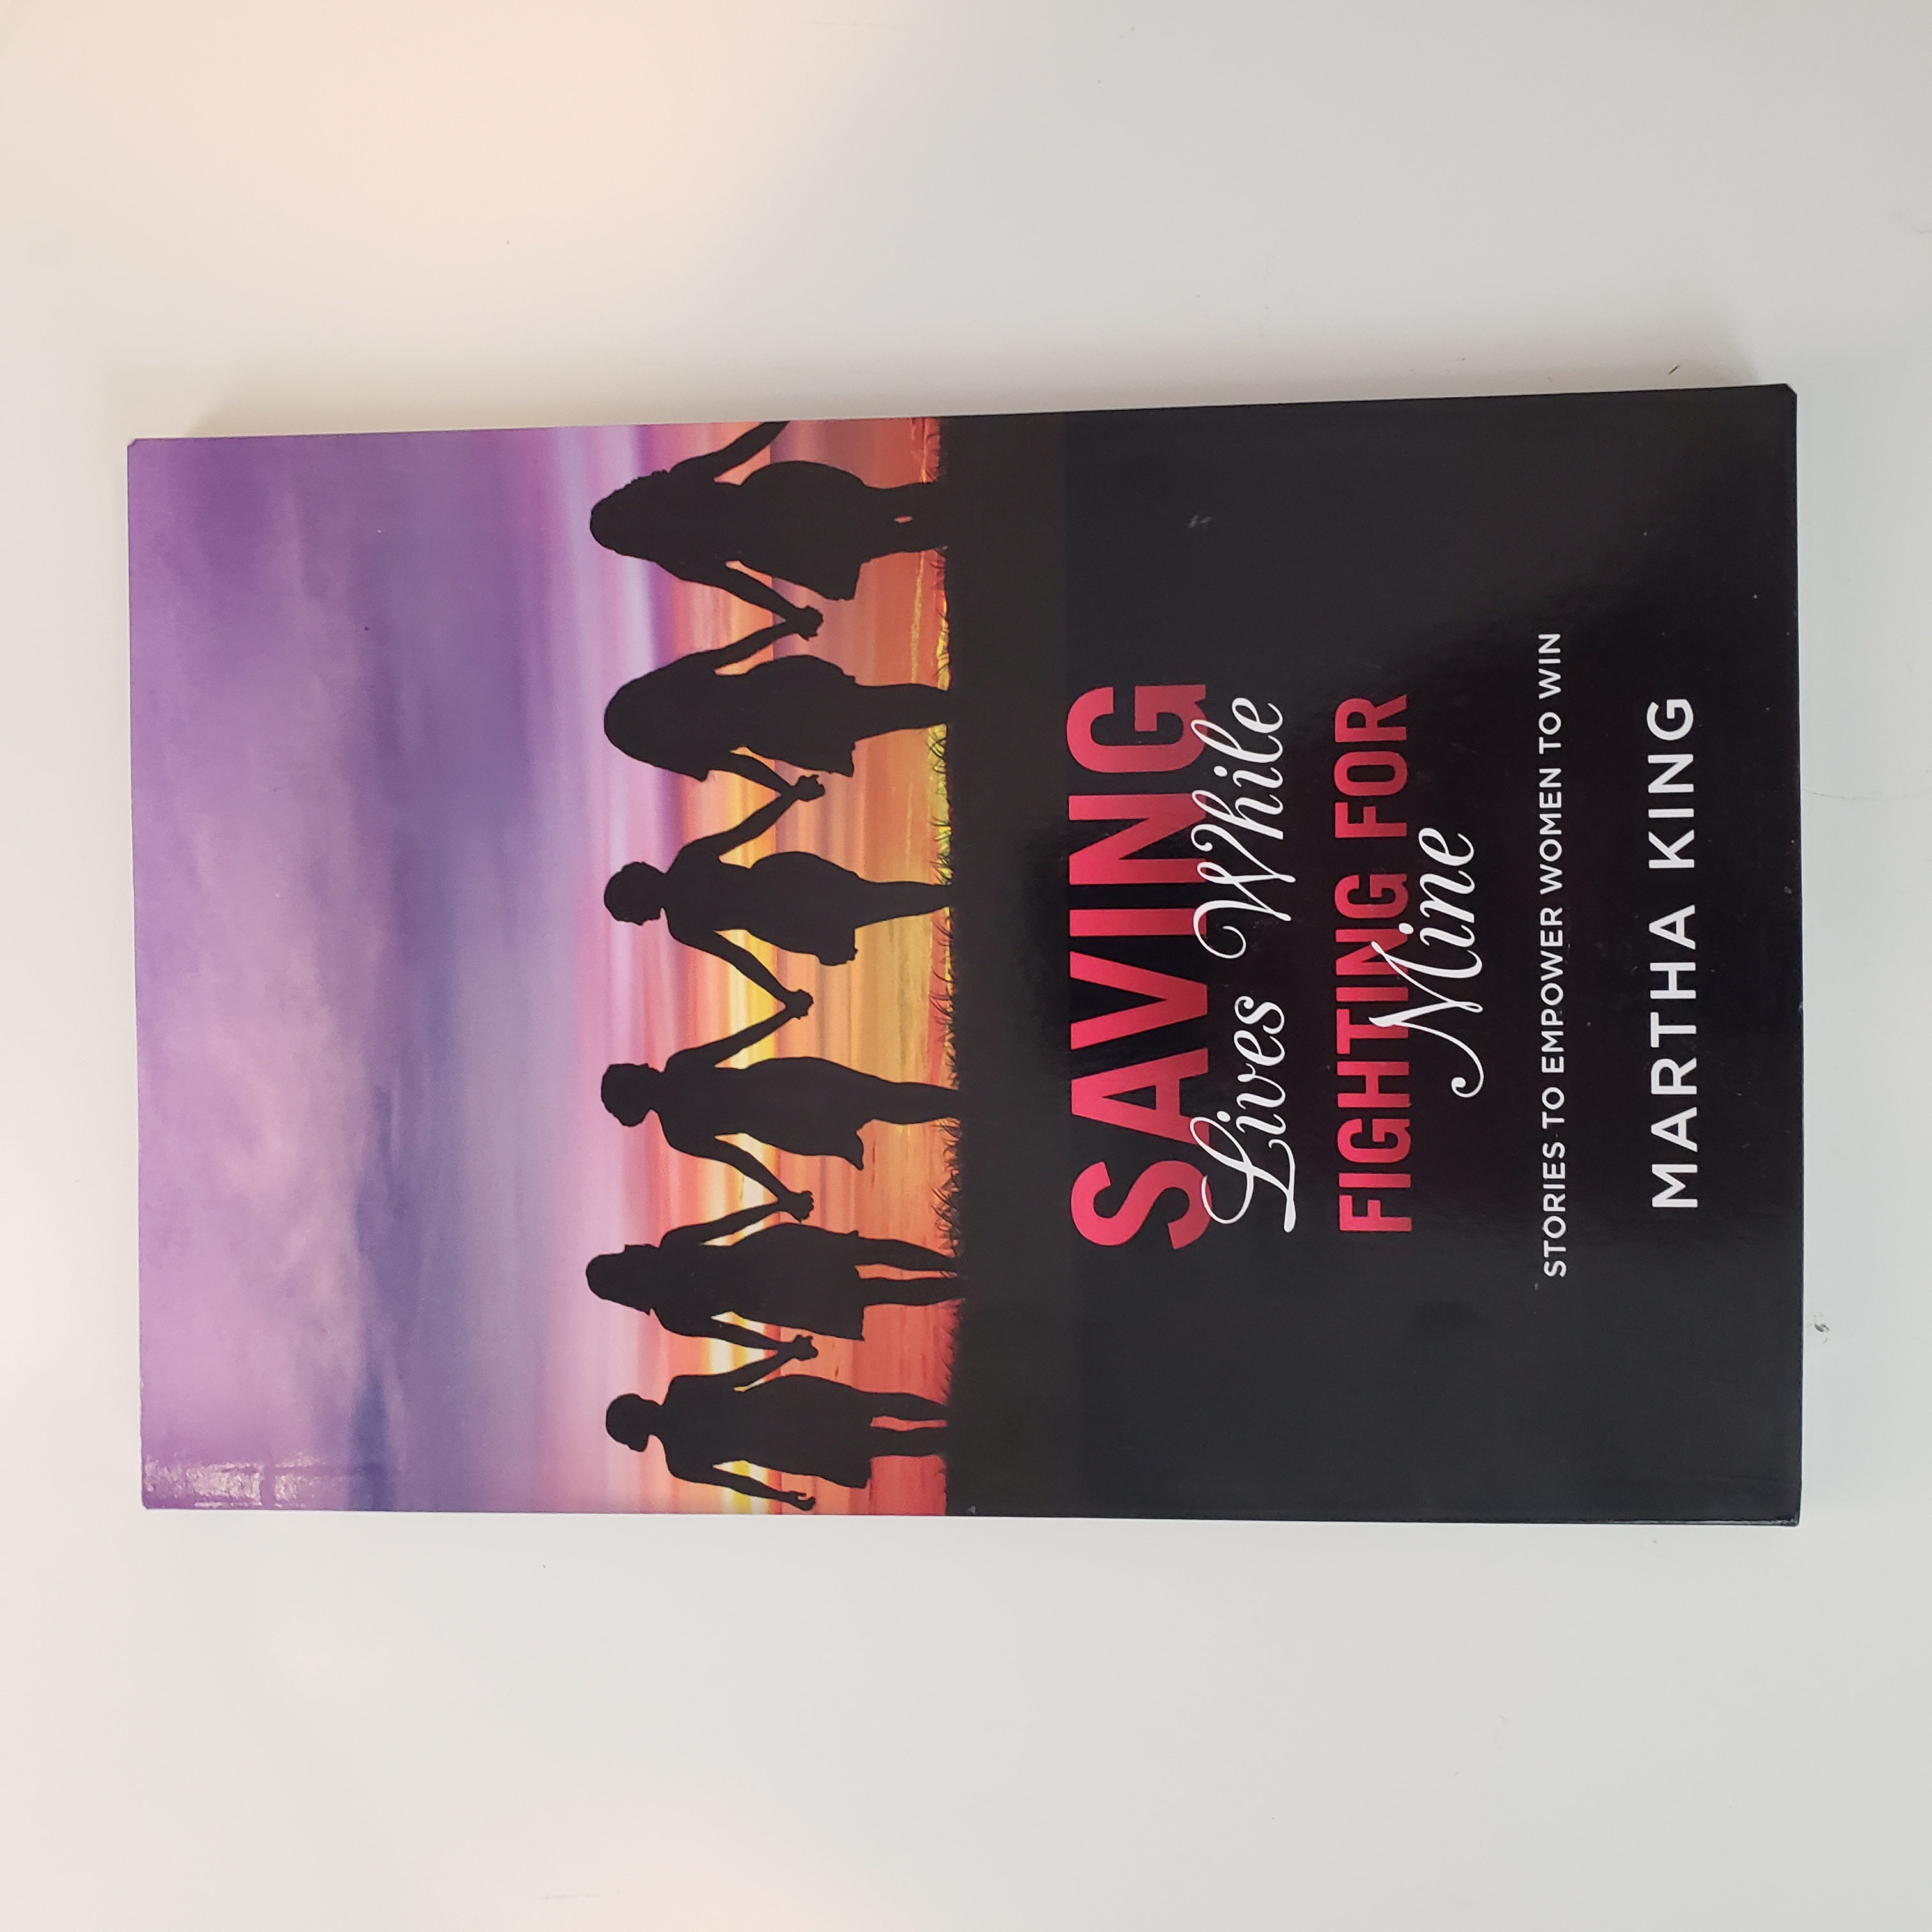 SAVING
Lives While
FIGHTING FOR
Mine
STORIES TO EMPOWER WOMEN TO WIN
MARTHA KING